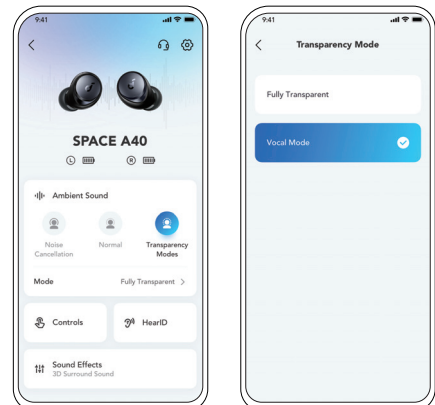 9:41
SPACE A40
L
R
Ambient Sound
Noise
Cancellation
Normal
Transparency
Modes
Mode
Fully Transparent
Controls
HearID
Sound Effects
3D Surround Sound
9:41
Transparency Mode
Fully Transparent
Vocal Mode